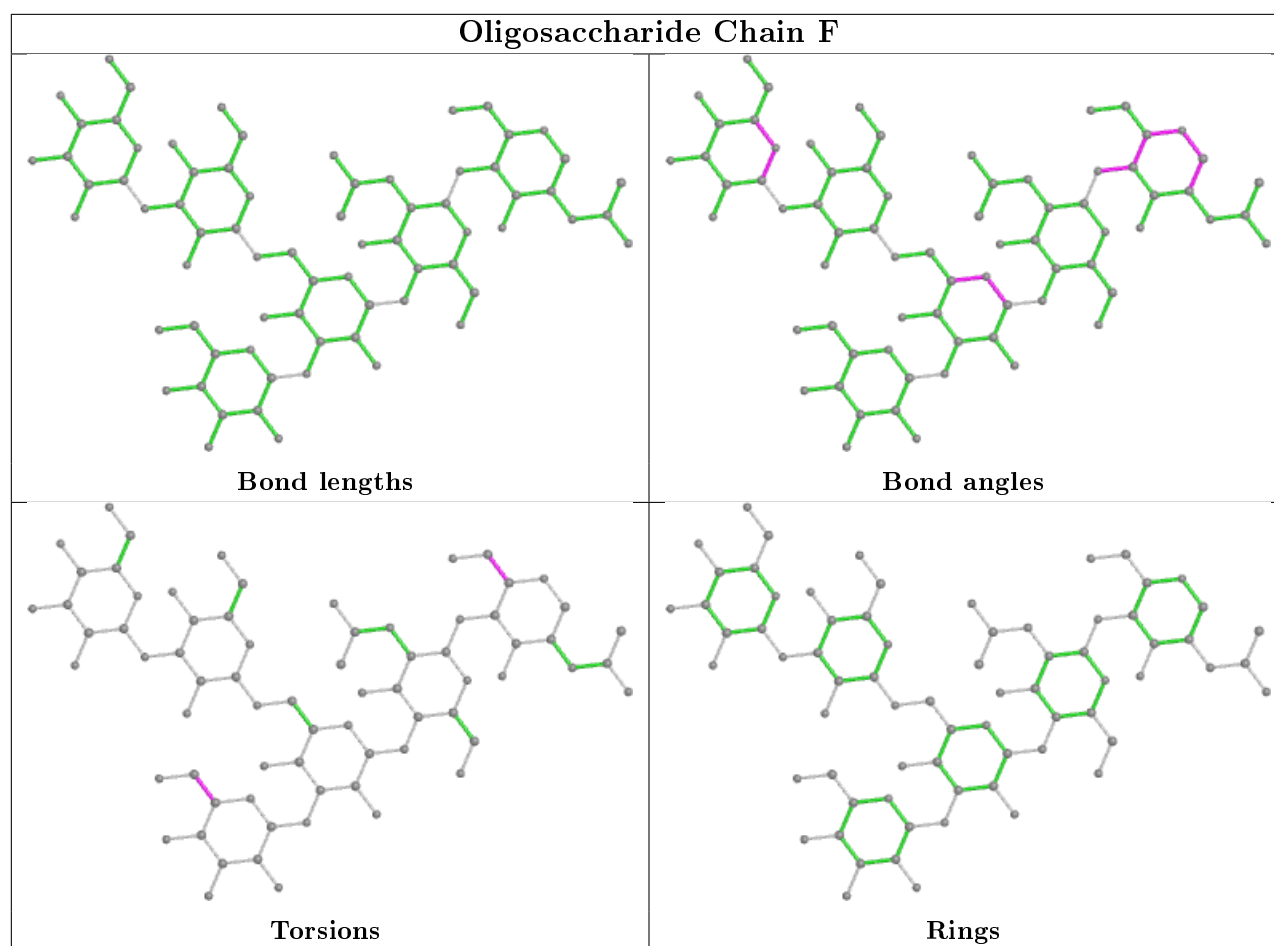 Oligosaccharide Chain F
Bond lengths
Bond angles
Torsions
Rings